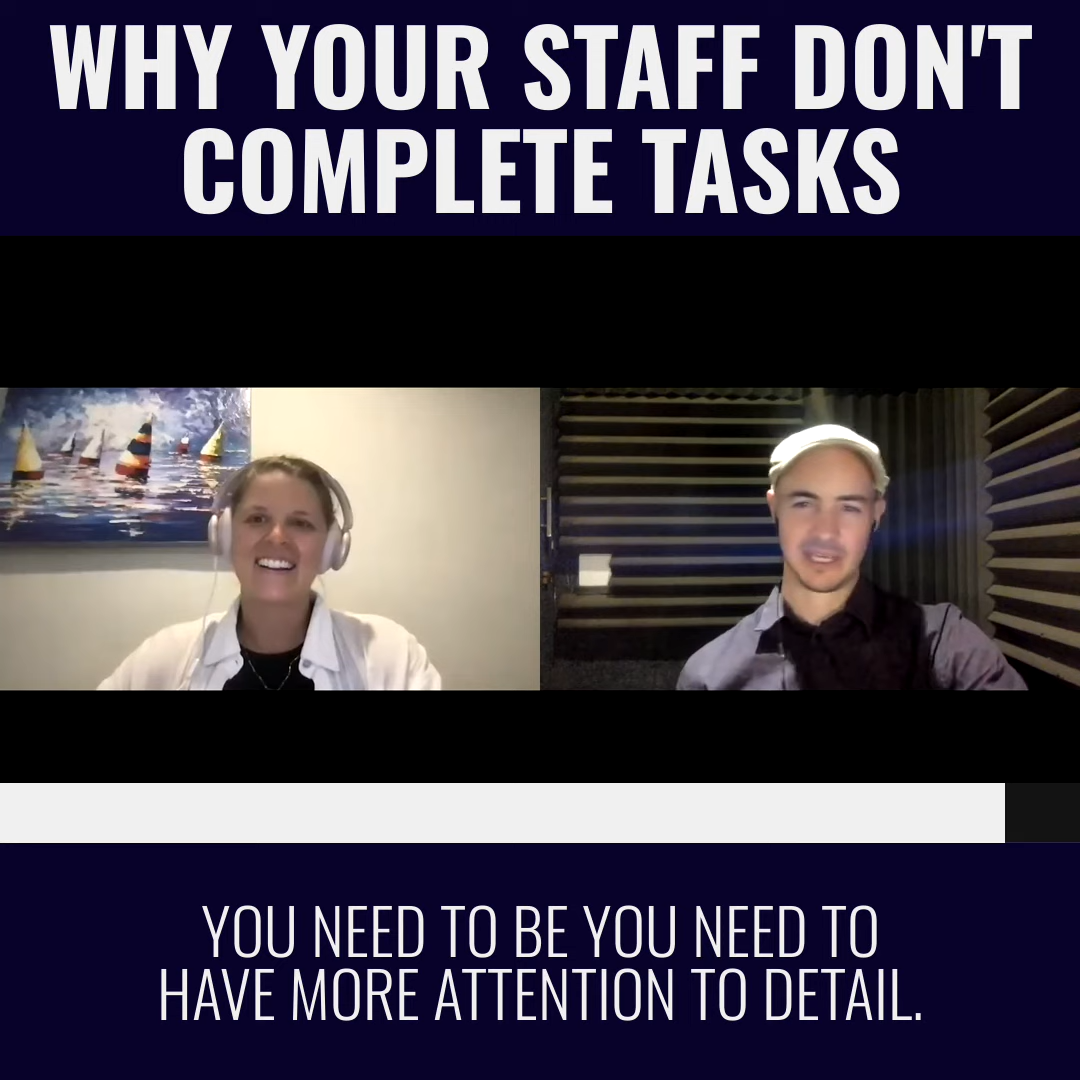 WHY YOUR STAFF DON'T
COMPLETE TASKS
YOU NEED TO BE YOU NEED TO
HAVE MORE ATTENTION TO DETAIL.